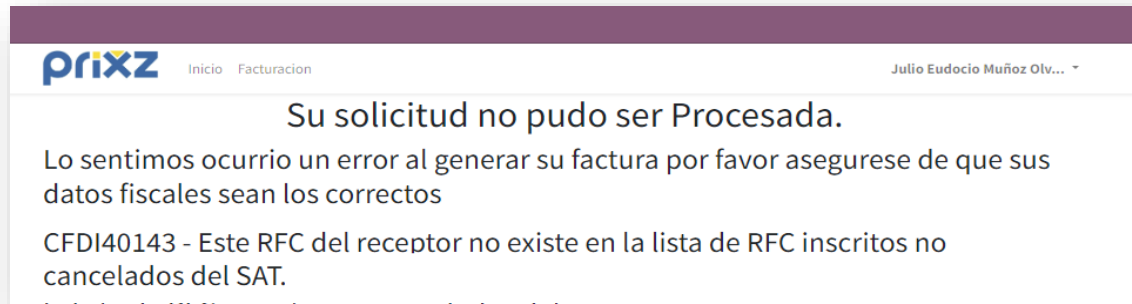 prixz Inicio Facturacion Julio Eudocio Muñoz Olv...
Su solicitud no pudo ser Procesada.
Lo sentimos ocurrio un error al generar su factura por favor asegurese de que sus
datos fiscales sean los correctos
CFDI40143 - Este RFC del receptor no existe en la lista de RFC inscritos no
cancelados del SAT.